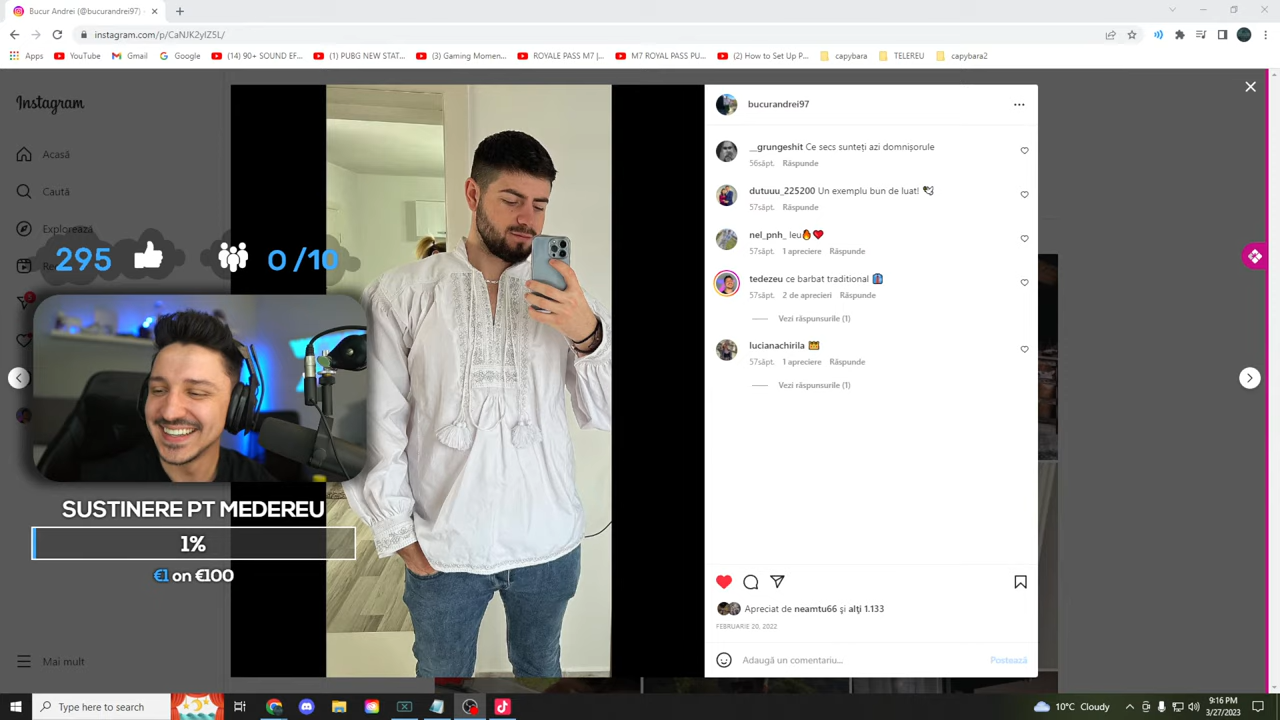 Bucur Andrei (@bucurandrei97) -
instagram.com/p/CaNJK2yIZ5L/
Apps YouTube Gmail Google (14) 90+ SOUND EF... (1) PUBG NEW STAT... (3) Gaming Momen... ROYALE PASS M7 |... M7 ROYAL PASS PU... (2) How to Set Up P... capybara TELEREU capybara2
Instagram
Acasă
Caută
Explorează
295 0 /10
SUSTINERE PT MEDEREU
1%
€1 on €100
Mai mult
bucurandrei97
__grungeshit Ce secs sunteți azi domnișorule
56săpt. Răspunde
dutuuu_225200 Un exemplu bun de luat!
57săpt. Răspunde
nel_pnh_ leu🔥❤️
57săpt. 1 apreciere Răspunde
tedezeu ce barbat traditional
57săpt. 2 de aprecieri Răspunde
Vezi răspunsurile (1)
lucianachirila
57săpt. 1 apreciere Răspunde
Vezi răspunsurile (1)
Apreciat de neamtu66 și alți 1.133
FEBRUARIE 20, 2022
Adaugă un comentariu... Postează
Type here to search
10°C Cloudy
9:16 PM
3/27/2023